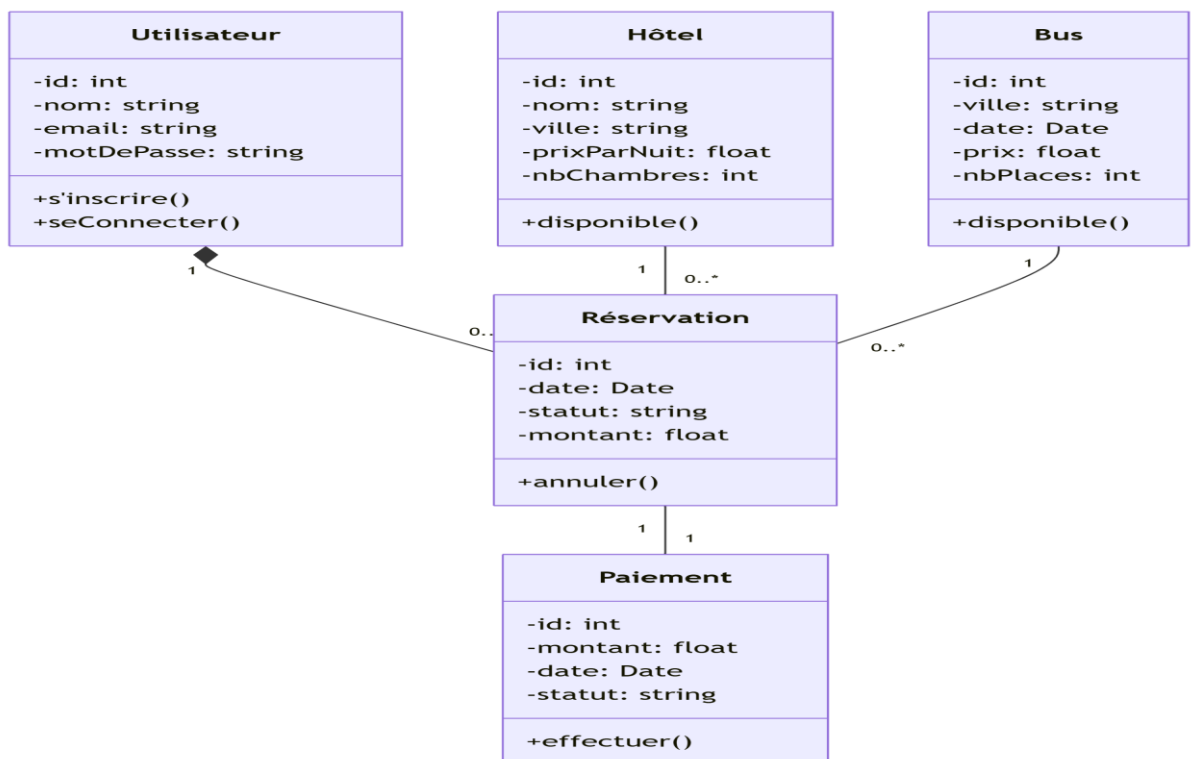 Utilisateur
-id: int
-nom: string
-email: string
-motDePasse: string
+s'inscrire()
+seConnecter()
Hôtel
-id: int
-nom: string
-ville: string
-prixParNuit: float
-nbChambres: int
+disponible()
Bus
-id: int
-ville: string
-date: Date
-prix: float
-nbPlaces: int
+disponible()
1
0..
1
0..*
1
0..*
Réservation
-id: int
-date: Date
-statut: string
-montant: float
+annuler()
1
1
Paiement
-id: int
-montant: float
-date: Date
-statut: string
+effectuer()